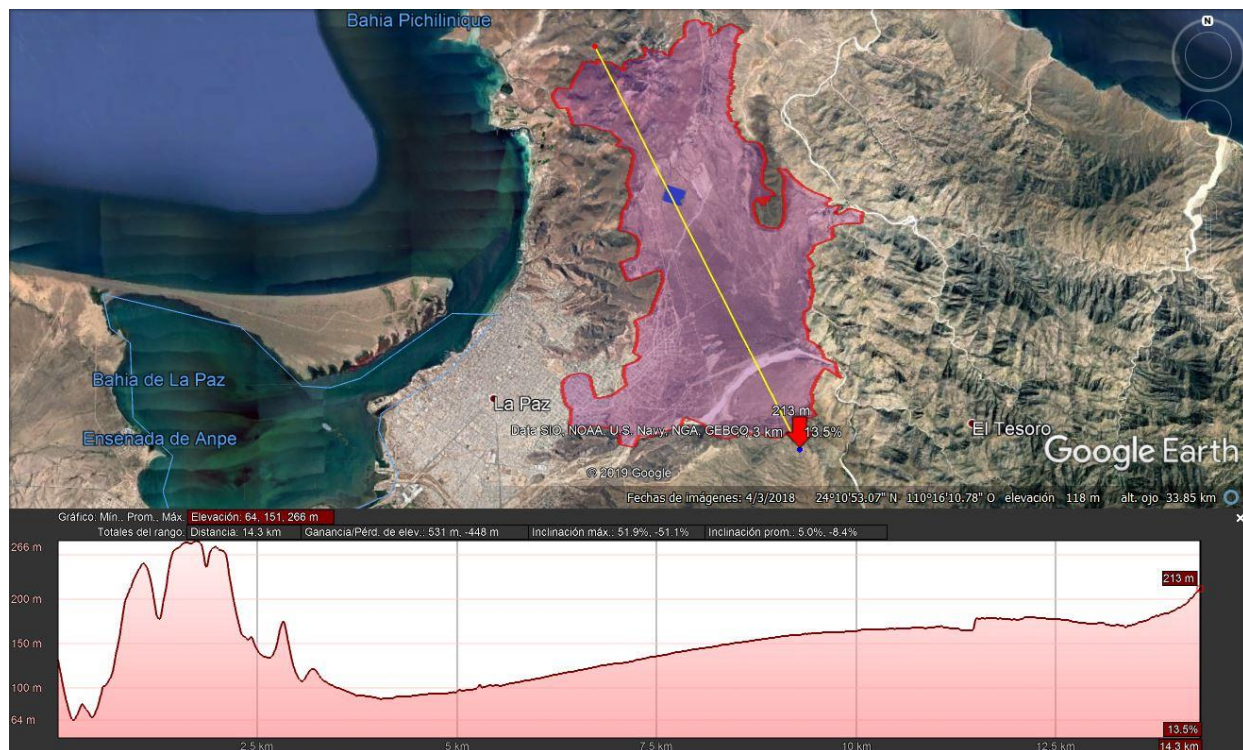 Bahia Pichilinique
N
Bahia de La Paz
Ensenada de Anpe
La Paz
213 m
Data SIO, NOAA, U.S. Navy, NGA, GEBCO
3 km
13.5%
El Tesoro
© 2019 Google
Google Earth
Fechas de imágenes: 4/3/2018 24°10'53.07" N 110°16'10.78" O elevación 118 m alt. ojo 33.85 km
Gráfico: Mín., Prom., Máx. Elevación: 64, 151, 266 m
Totales del rango: Distancia: 14.3 km Ganancia/Pérd. de elev.: 531 m, -448 m Inclinación máx.: 51.9%, -51.1% Inclinación prom.: 5.0%, -8.4%
266 m
213 m
200 m
150 m
100 m
64 m
13.5%
2.5 km 5 km 7.5 km 10 km 12.5 km 14.3 km